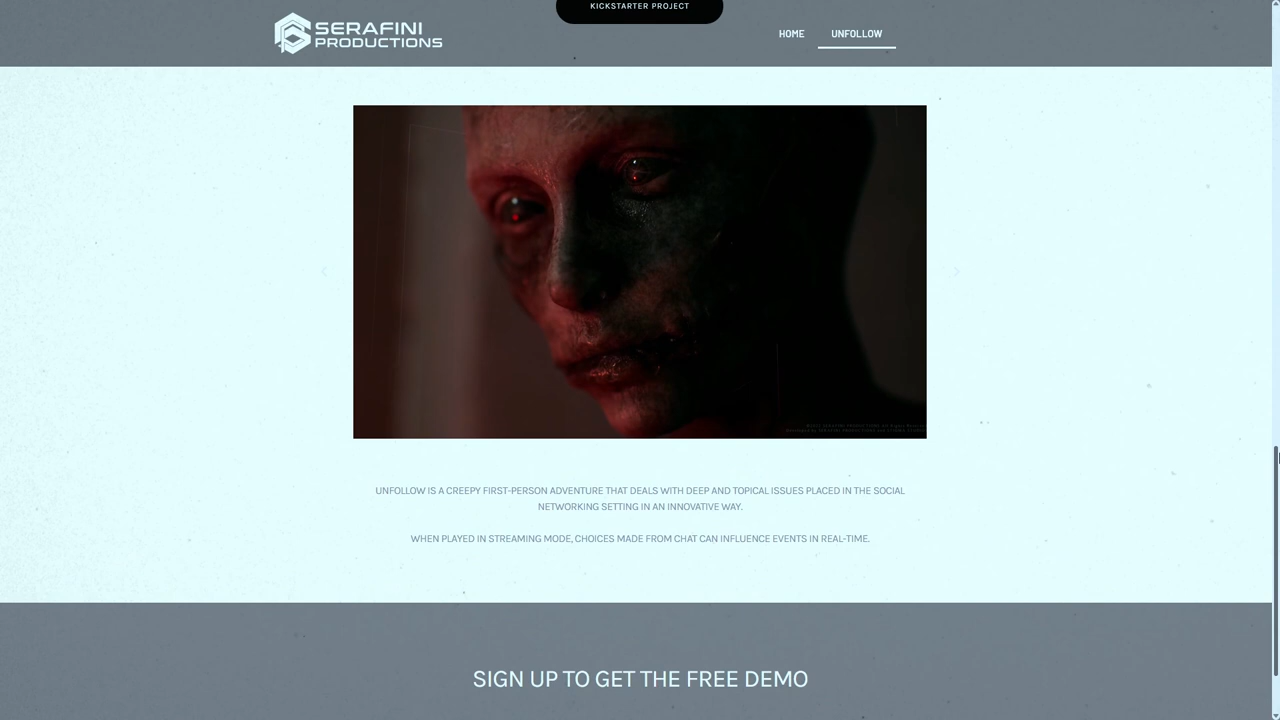 KICKSTARTER PROJECT
SERAFINI
PRODUCTIONS
HOME
UNFOLLOW
UNFOLLOW IS A CREEPY FIRST-PERSON ADVENTURE THAT DEALS WITH DEEP AND TOPICAL ISSUES PLACED IN THE SOCIAL
NETWORKING SETTING IN AN INNOVATIVE WAY.
WHEN PLAYED IN STREAMING MODE, CHOICES MADE FROM CHAT CAN INFLUENCE EVENTS IN REAL-TIME.
SIGN UP TO GET THE FREE DEMO